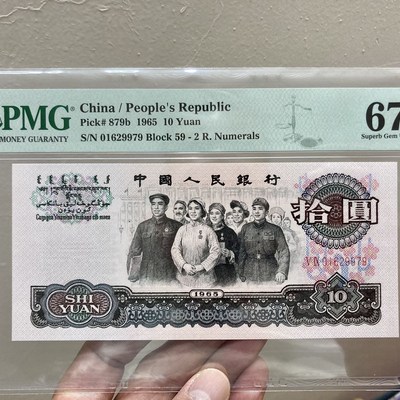 PMG
MONEY GUARANTY
China / People's Republic
Pick# 879b 1965 10 Yuan
S/N 01629979 Block 59 - 2 R. Numerals
67
Superb Gem
中國人民銀行
拾圓
VII 01629979
1965
SHI
YUAN
10